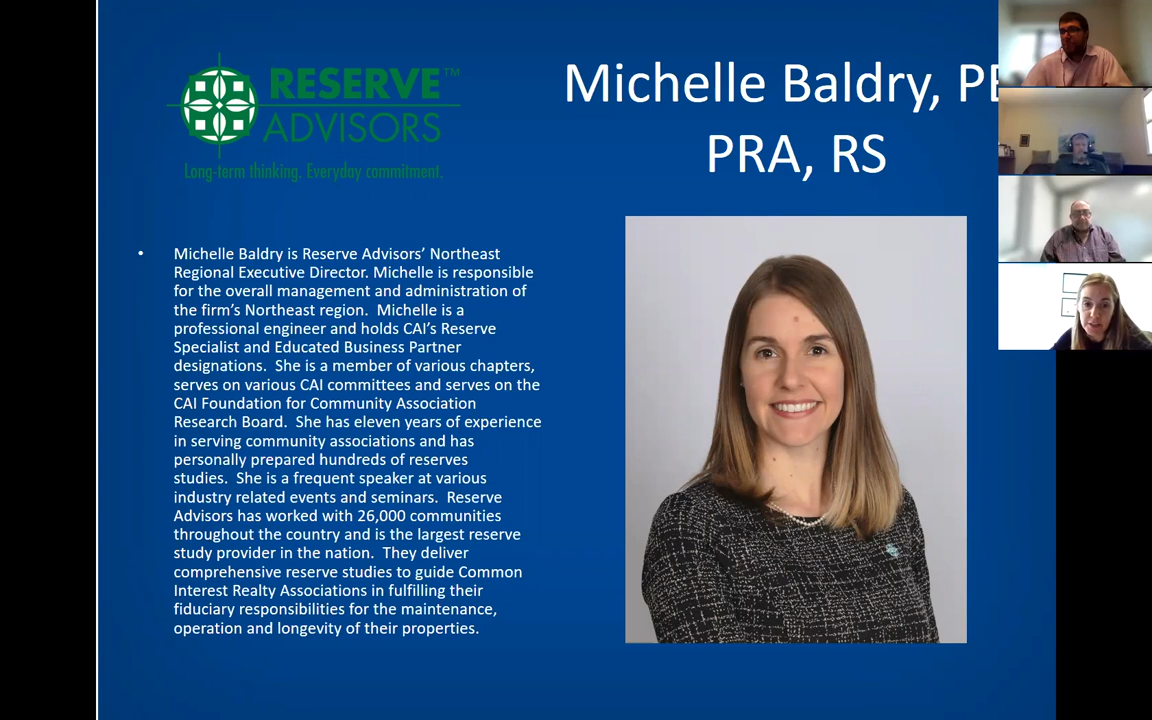 RESERVE™
ADVISORS
Long-term thinking. Everyday commitment.
Michelle Baldry, PE
PRA, RS
• Michelle Baldry is Reserve Advisors’ Northeast
Regional Executive Director. Michelle is responsible
for the overall management and administration of
the firm’s Northeast region.  Michelle is a
professional engineer and holds CAI’s Reserve
Specialist and Educated Business Partner
designations.  She is a member of various chapters,
serves on various CAI committees and serves on the
CAI Foundation for Community Association
Research Board.  She has eleven years of experience
in serving community associations and has
personally prepared hundreds of reserves
studies.  She is a frequent speaker at various
industry related events and seminars.  Reserve
Advisors has worked with 26,000 communities
throughout the country and is the largest reserve
study provider in the nation.  They deliver
comprehensive reserve studies to guide Common
Interest Realty Associations in fulfilling their
fiduciary responsibilities for the maintenance,
operation and longevity of their properties.